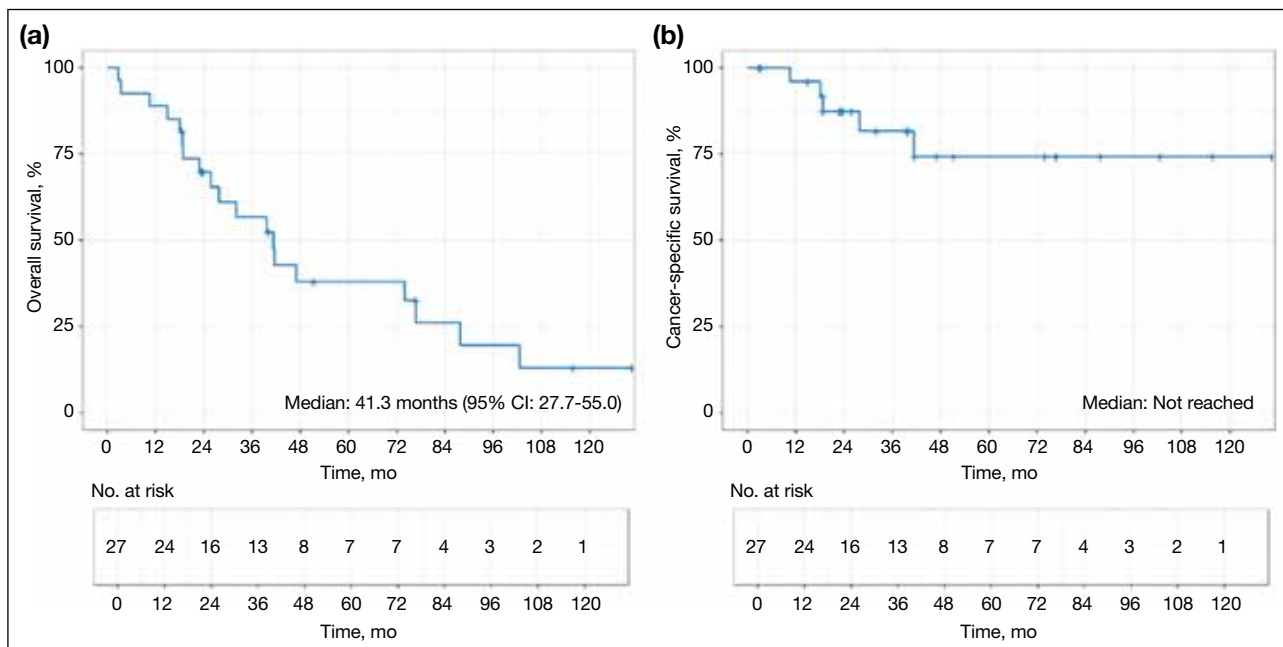 (a)
Overall survival, %
100
75
50
25
0
Median: 41.3 months (95% CI: 27.7-55.0)
0 12 24 36 48 60 72 84 96 108 120
Time, mo
No. at risk
27 24 16 13 8 7 7 4 3 2 1
0 12 24 36 48 60 72 84 96 108 120
Time, mo
(b)
Cancer-specific survival, %
100
75
50
25
0
Median: Not reached
0 12 24 36 48 60 72 84 96 108 120
Time, mo
No. at risk
27 24 16 13 8 7 7 4 3 2 1
0 12 24 36 48 60 72 84 96 108 120
Time, mo